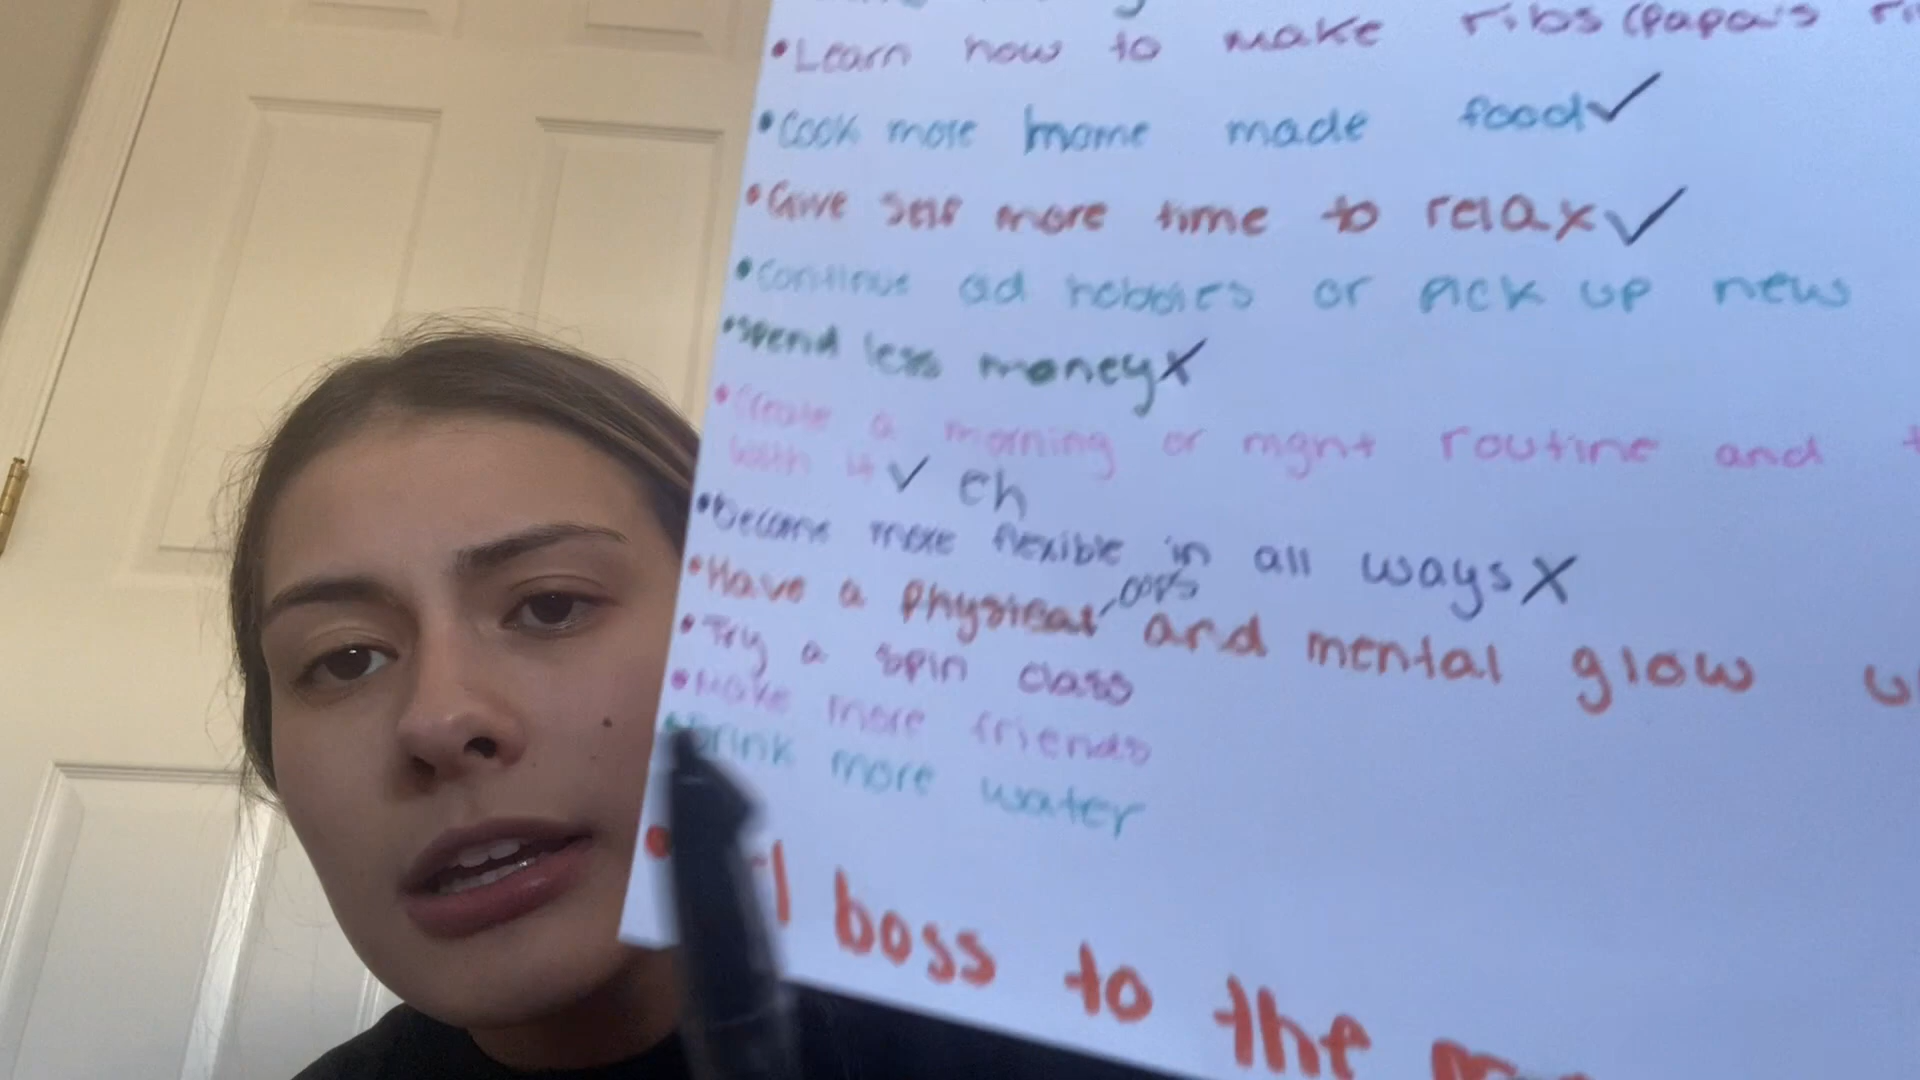 •Learn how to make ribs (papa's
•Cook more home made food✓
•Give self more time to relax✓
•Continue old hobbies or pick up new
•Spend less money X
•Create a morning or night routine and
with it ✓ eh
•become more flexible in all ways X
•Have a physical oops and mental glow
•Try a spin class
•Make more friends
•Drink more water
boss to the